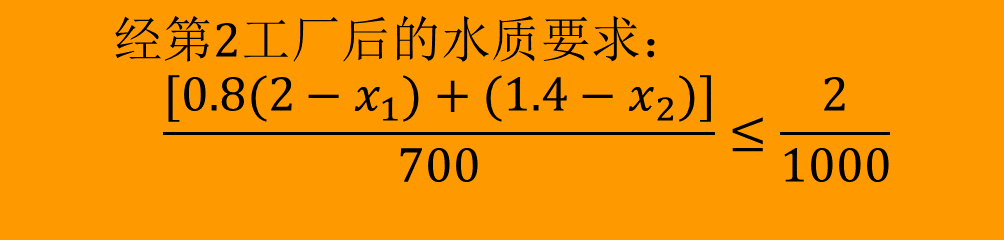 经第2工厂后的水质要求：
[0.8(2 − x₁) + (1.4 − x₂)]
700
≤
2
1000